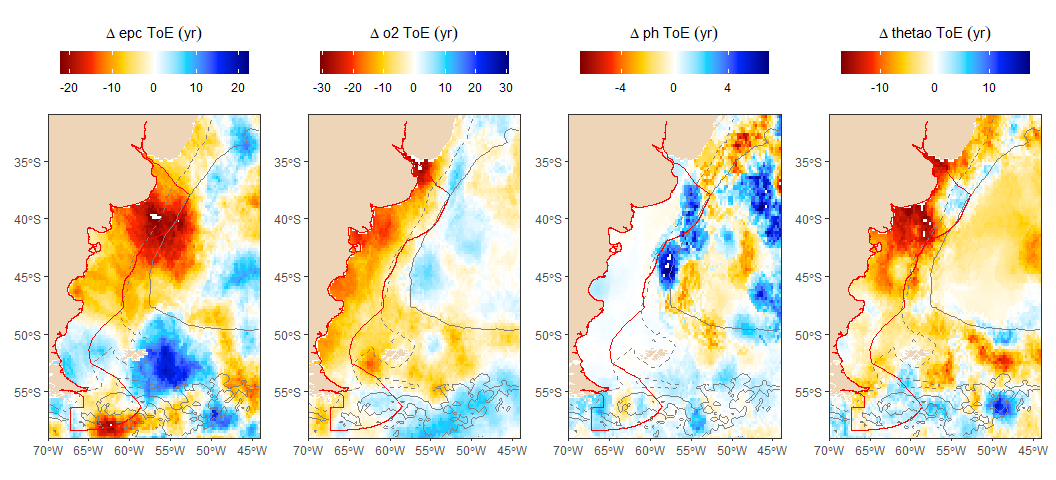 Δ epc ToE (yr)
-20 -10 0 10 20
Δ o2 ToE (yr)
-30 -20 -10 0 10 20 30
Δ ph ToE (yr)
-4 0 4
Δ thetao ToE (yr)
-10 0 10
35°S
40°S
45°S
50°S
55°S
70°W 65°W 60°W 55°W 50°W 45°W
35°S
40°S
45°S
50°S
55°S
70°W 65°W 60°W 55°W 50°W 45°W
35°S
40°S
45°S
50°S
55°S
70°W 65°W 60°W 55°W 50°W 45°W
35°S
40°S
45°S
50°S
55°S
70°W 65°W 60°W 55°W 50°W 45°W